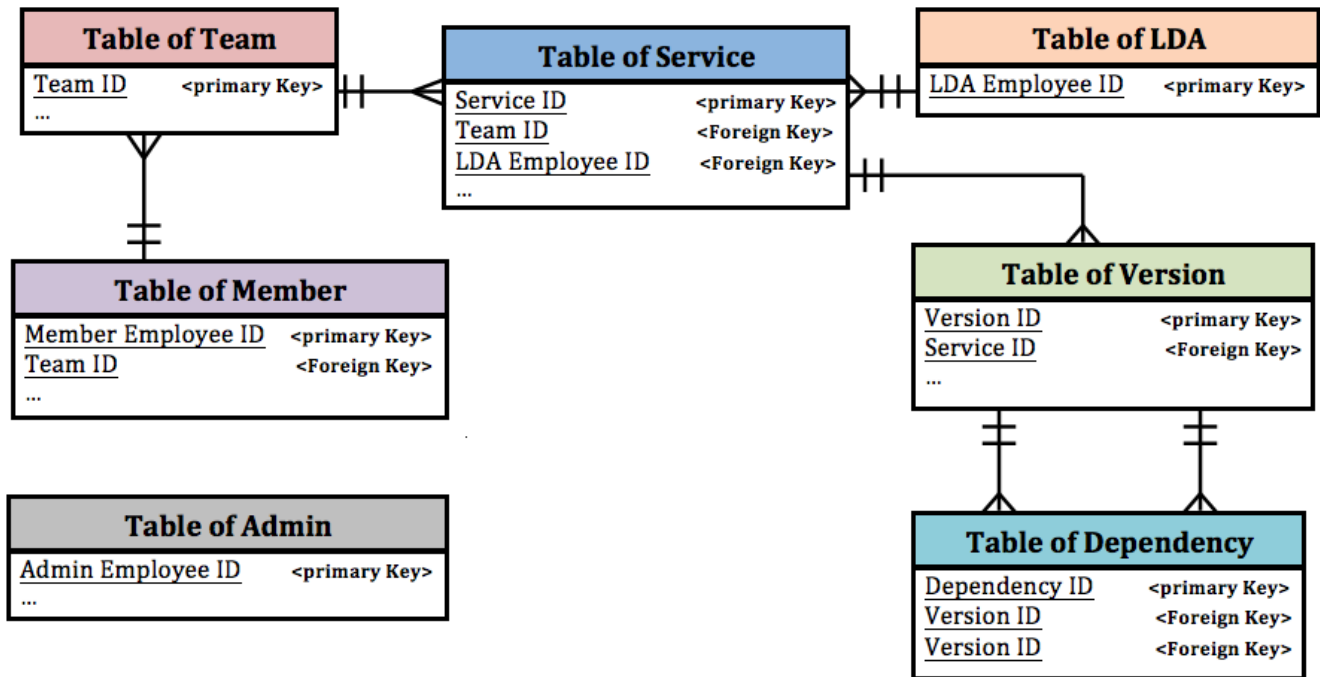 Table of Team
Team ID <primary Key>
...
Table of Service
Service ID <primary Key>
Team ID <Foreign Key>
LDA Employee ID <Foreign Key>
...
Table of LDA
LDA Employee ID <primary Key>
Table of Member
Member Employee ID <primary Key>
Team ID <Foreign Key>
...
Table of Version
Version ID <primary Key>
Service ID <Foreign Key>
...
Table of Admin
Admin Employee ID <primary Key>
...
Table of Dependency
Dependency ID <primary Key>
Version ID <Foreign Key>
Version ID <Foreign Key>